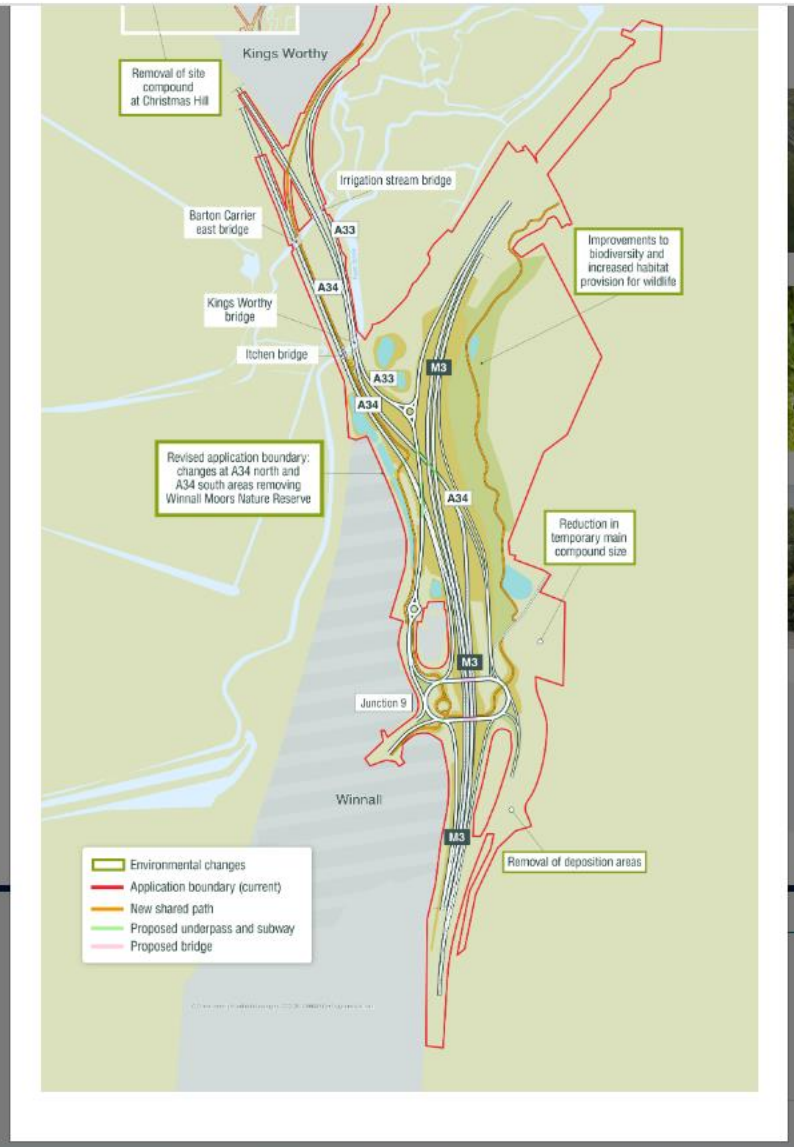 Kings Worthy
Removal of site
compound
at Christmas Hill
Irrigation stream bridge
Barton Carrier
east bridge
A33
Improvements to
biodiversity and
increased habitat
provision for wildlife
A34
Kings Worthy
bridge
Itchen bridge
M3
A33
A34
Revised application boundary:
changes at A34 north and
A34 south areas removing
Winnall Moors Nature Reserve
A34
Reduction in
temporary main
compound size
M3
Junction 9
Winnall
M3
Removal of deposition areas
Environmental changes
Application boundary (current)
New shared path
Proposed underpass and subway
Proposed bridge